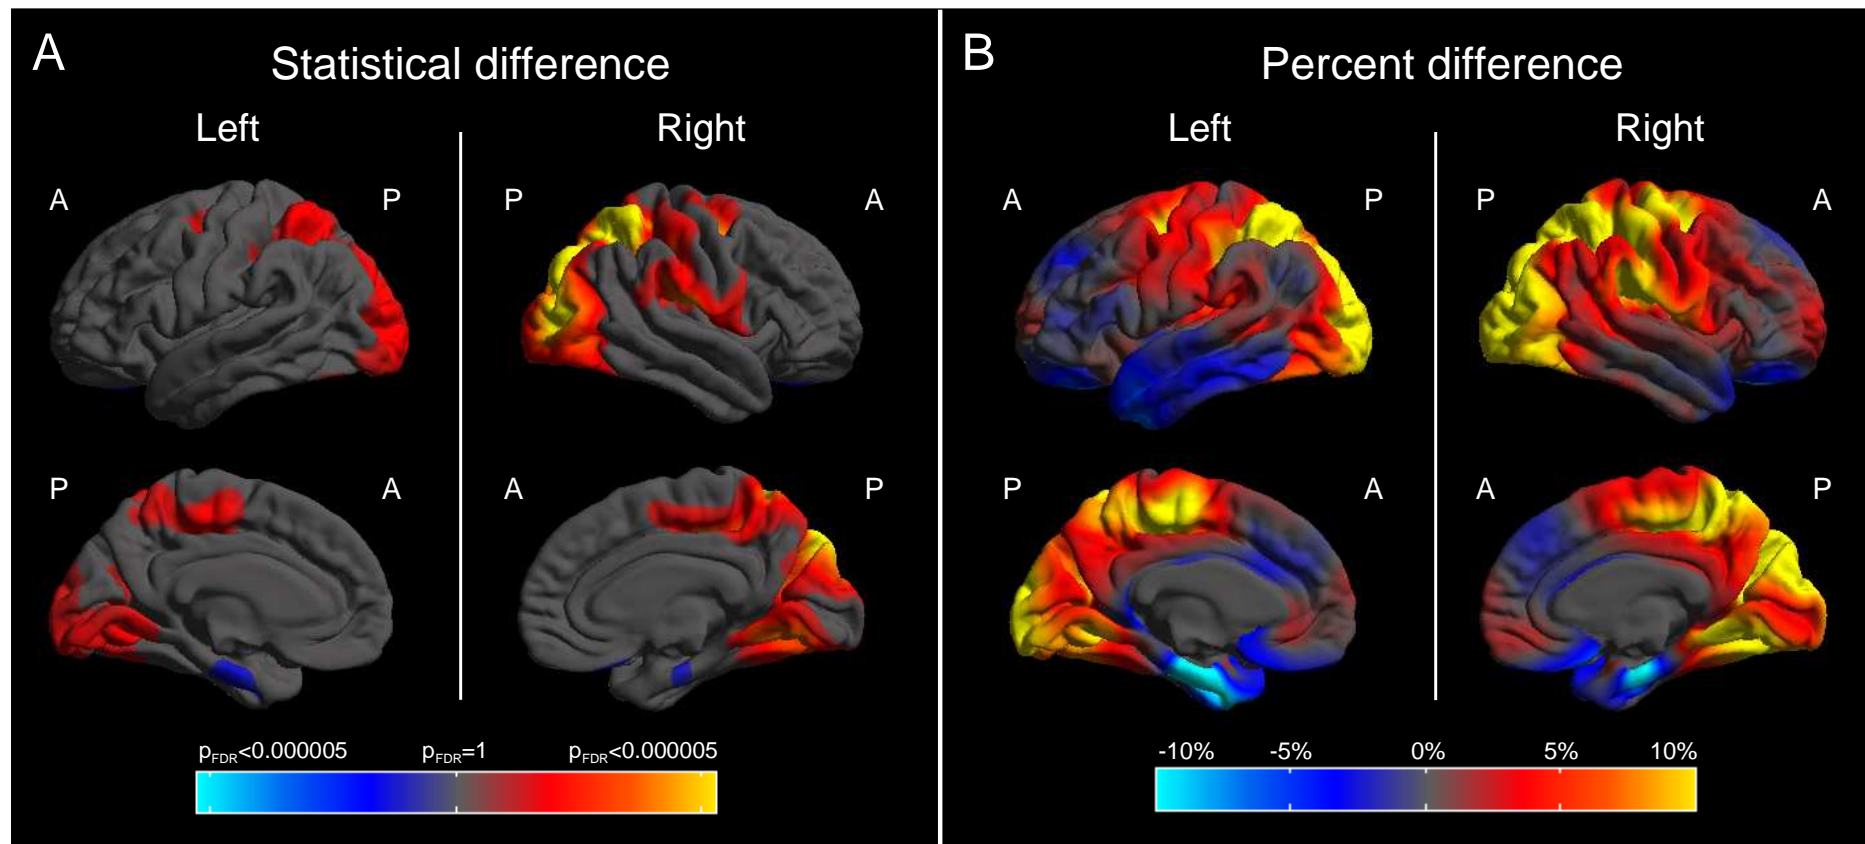 A
Statistical difference
Left
Right
A
P
P
A
P
A
A
P
pFDR<0.000005
pFDR=1
pFDR<0.000005
B
Percent difference
Left
Right
A
P
P
A
P
A
A
P
-10%
-5%
0%
5%
10%